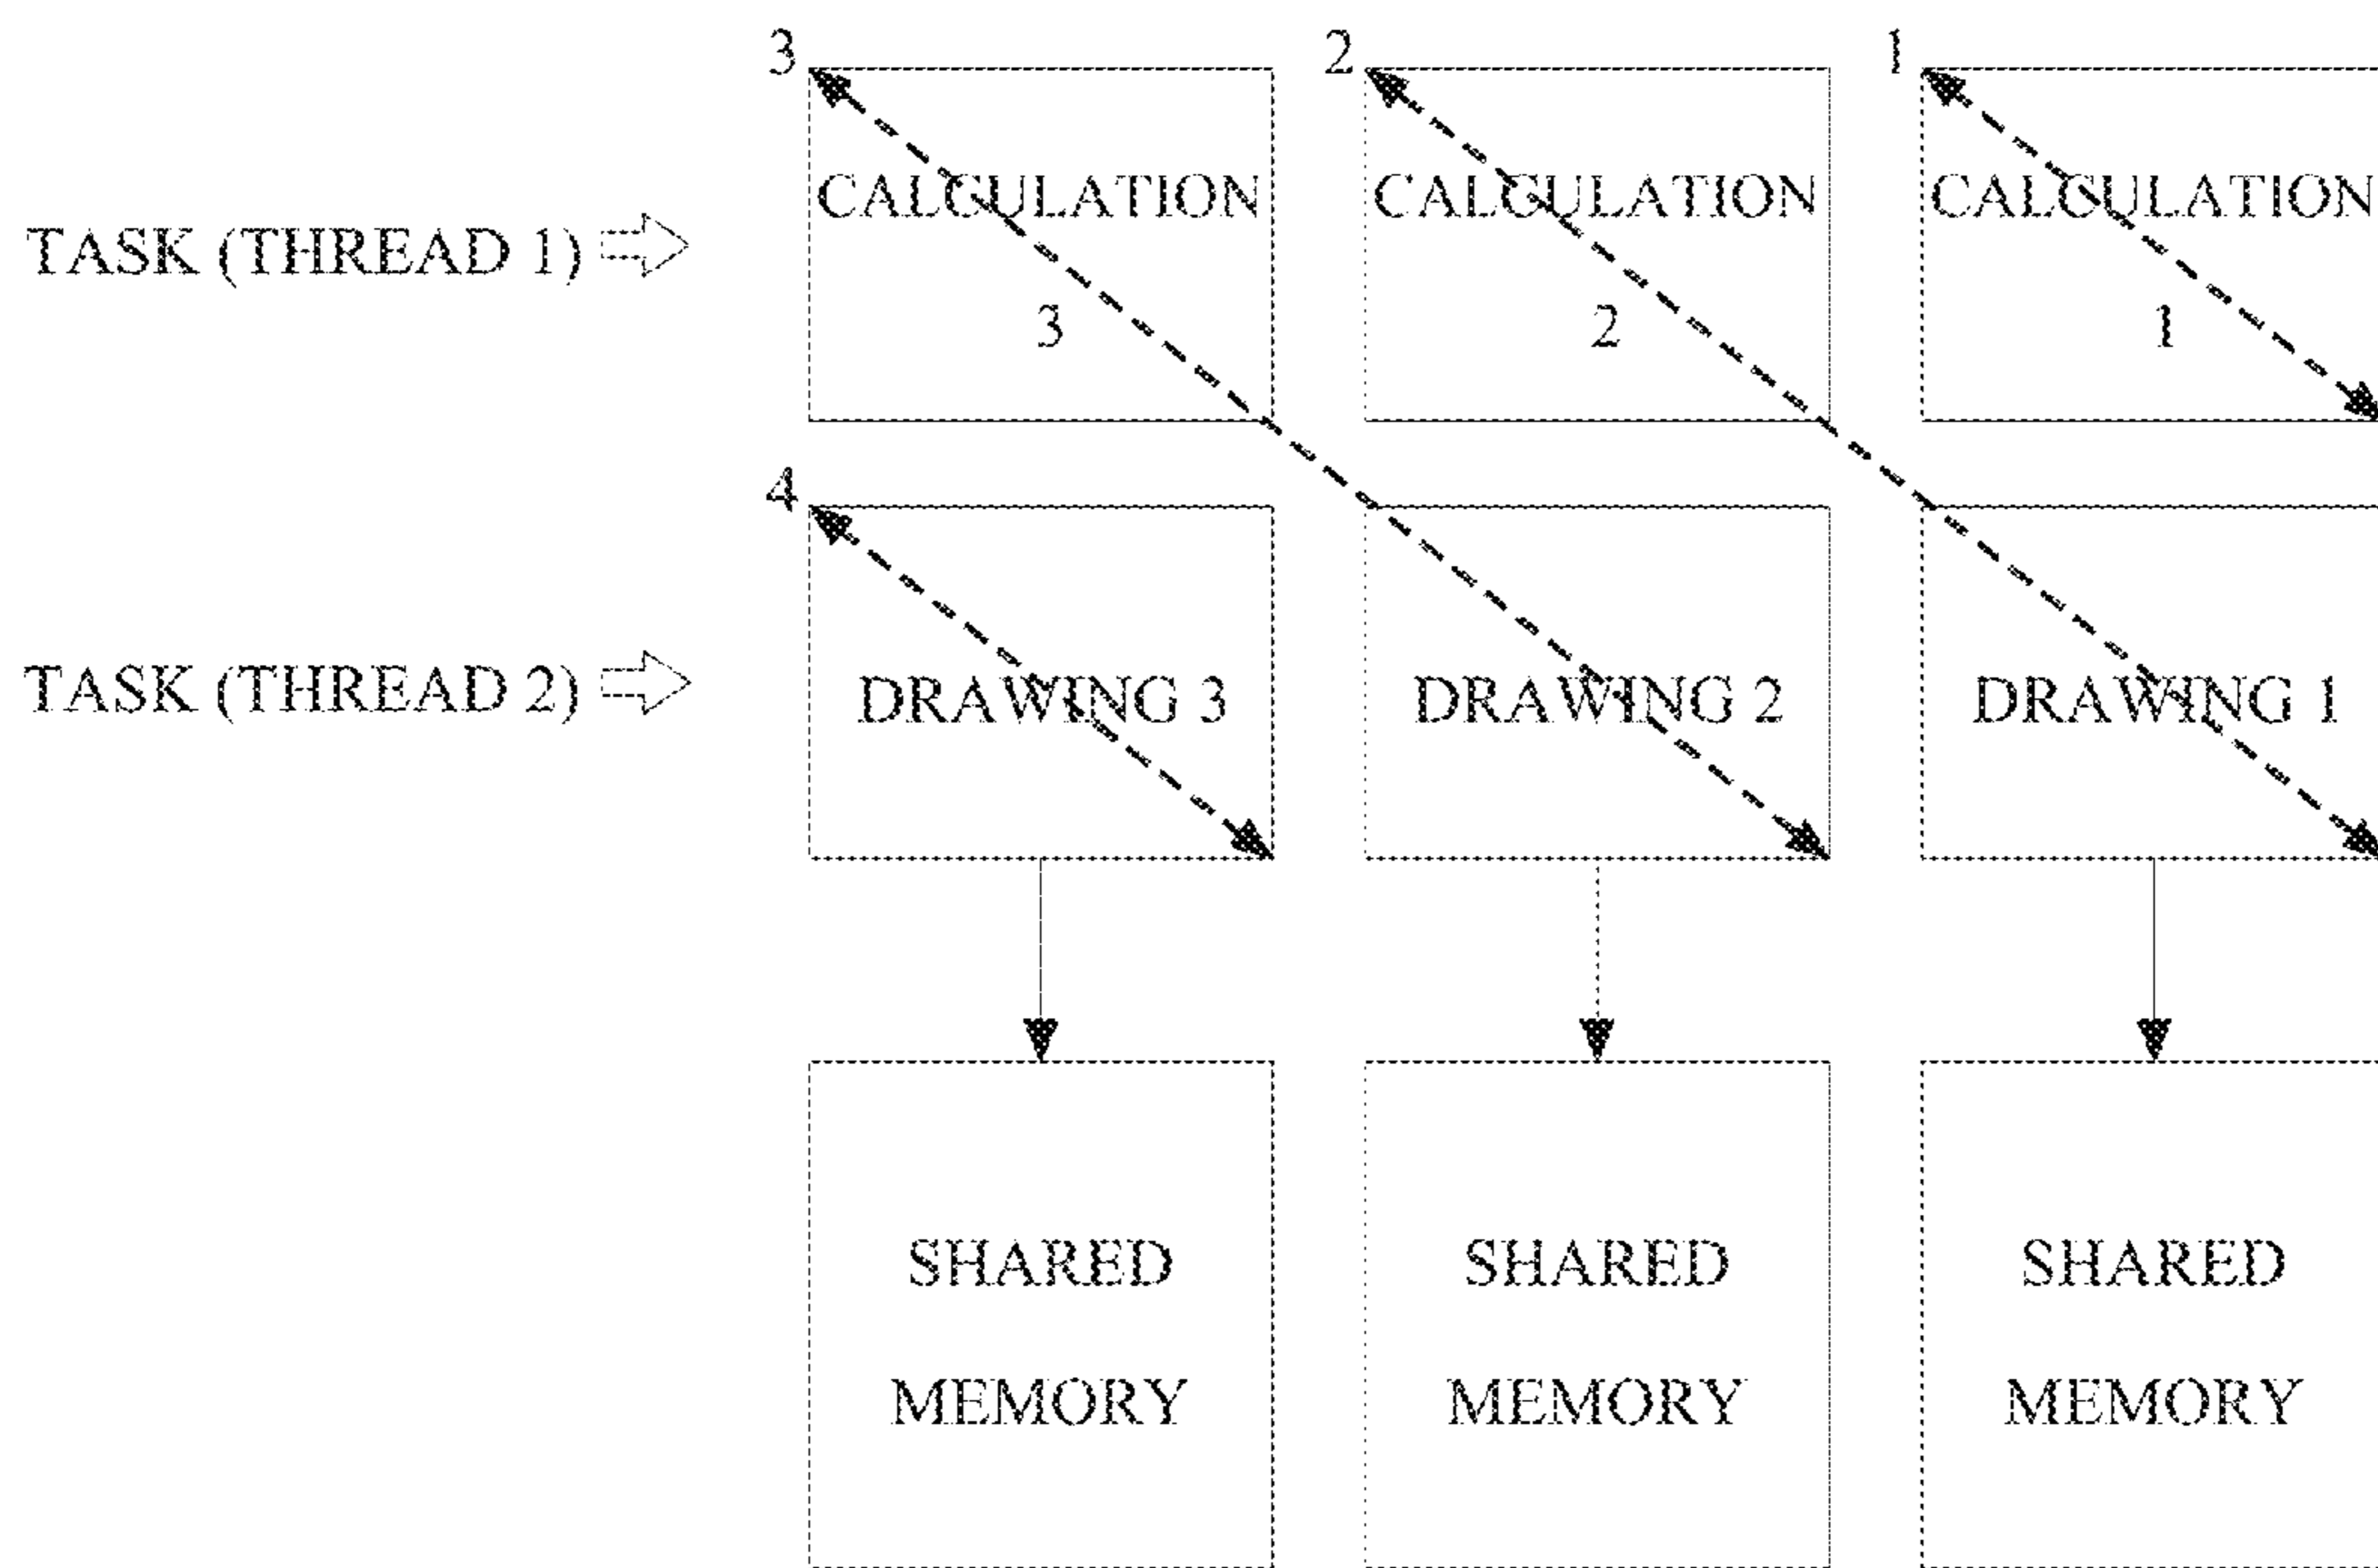 3 2 1
CALCULATION CALCULATION CALCULATION
TASK (THREAD 1)
3 2 1
4
TASK (THREAD 2) DRAWING 3 DRAWING 2 DRAWING 1
SHARED SHARED SHARED
MEMORY MEMORY MEMORY